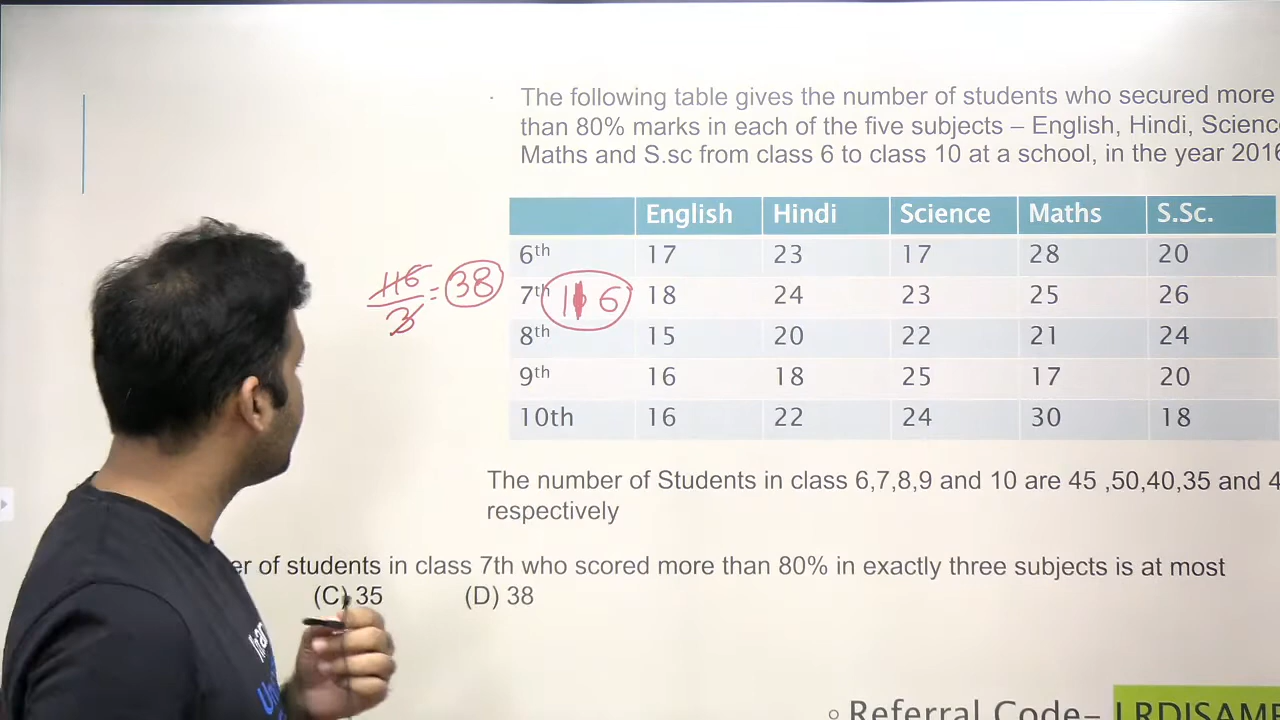 The following table gives the number of students who secured more
than 80% marks in each of the five subjects – English, Hindi, Science
Maths and S.sc from class 6 to class 10 at a school, in the year 2016
English Hindi Science Maths S.Sc.
6th 17 23 17 28 20
116/3 = 38
7th 116 18 24 23 25 26
8th 15 20 22 21 24
9th 16 18 25 17 20
10th 16 22 24 30 18
The number of Students in class 6,7,8,9 and 10 are 45 ,50,40,35 and 4
respectively
er of students in class 7th who scored more than 80% in exactly three subjects is at most
(C) 35 (D) 38
Referral Code– LRDISAME